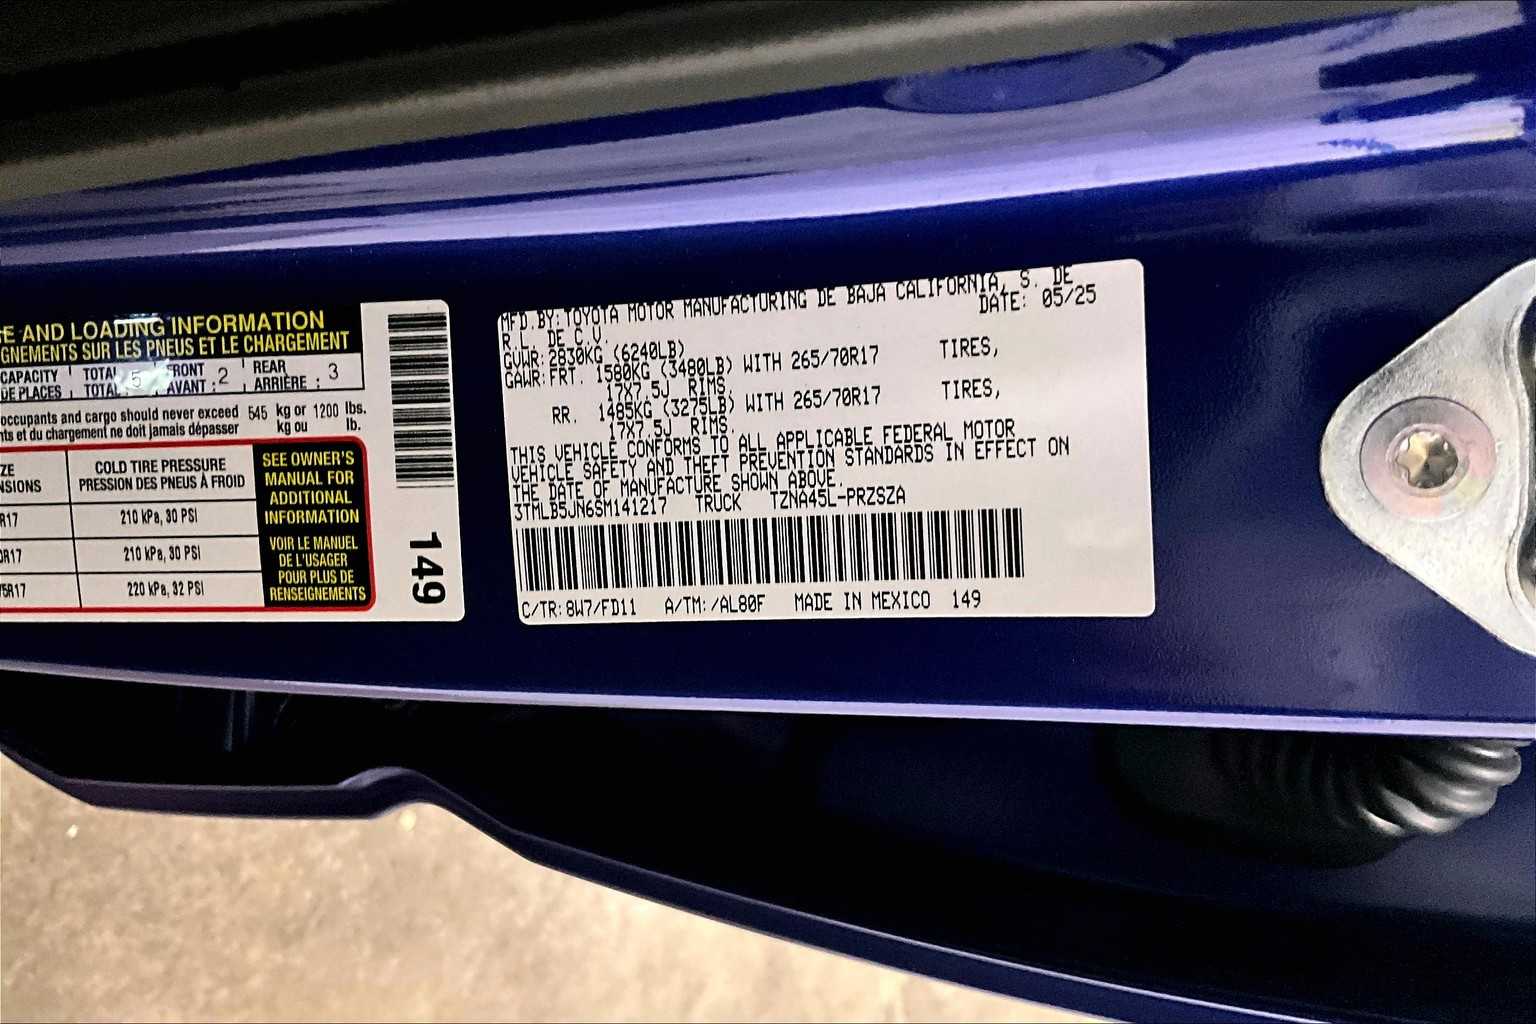 E AND LOADING INFORMATION
GNEMENTS SUR LES PNEUS ET LE CHARGEMENT
CAPACITY TOTAL 5 FRONT : 2 REAR : 3
DE PLACES TOTAL AVANT ARRIÈRE
occupants and cargo should never exceed 545 kg or 1200 lbs.
nts et du chargement ne doit jamais dépasser kg ou lb.
ZE COLD TIRE PRESSURE
NSIONS PRESSION DES PNEUS À FROID
R17 210 kPa, 30 PSI
0R17 210 kPa, 30 PSI
5R17 220 kPa, 32 PSI
SEE OWNER'S
MANUAL FOR
ADDITIONAL
INFORMATION
VOIR LE MANUEL
DE L'USAGER
POUR PLUS DE
RENSEIGNEMENTS
149
MFD.BY:TOYOTA MOTOR MANUFACTURING DE BAJA CALIFORNIA, S. DE
R.L. DE C.V. DATE: 05/25
GVWR:2830KG (6240LB)
GAWR:FRT. 1580KG (3480LB) WITH 265/70R17 TIRES,
17X7.5J RIMS.
RR. 1485KG (3275LB) WITH 265/70R17 TIRES,
17X7.5J RIMS.
THIS VEHICLE CONFORMS TO ALL APPLICABLE FEDERAL MOTOR
VEHICLE SAFETY AND THEFT PREVENTION STANDARDS IN EFFECT ON
THE DATE OF MANUFACTURE SHOWN ABOVE.
3TMLB5JN6SM141217 TRUCK TZNA45L-PRZSZA
C/TR:8W7/FD11 A/TM:/AL80F MADE IN MEXICO 149